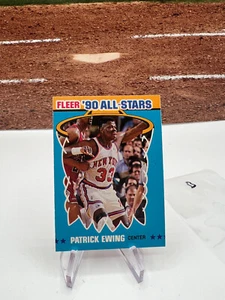 FLEER '90 ALL-STARS
NEW YORK
33
PATRICK EWING CENTER